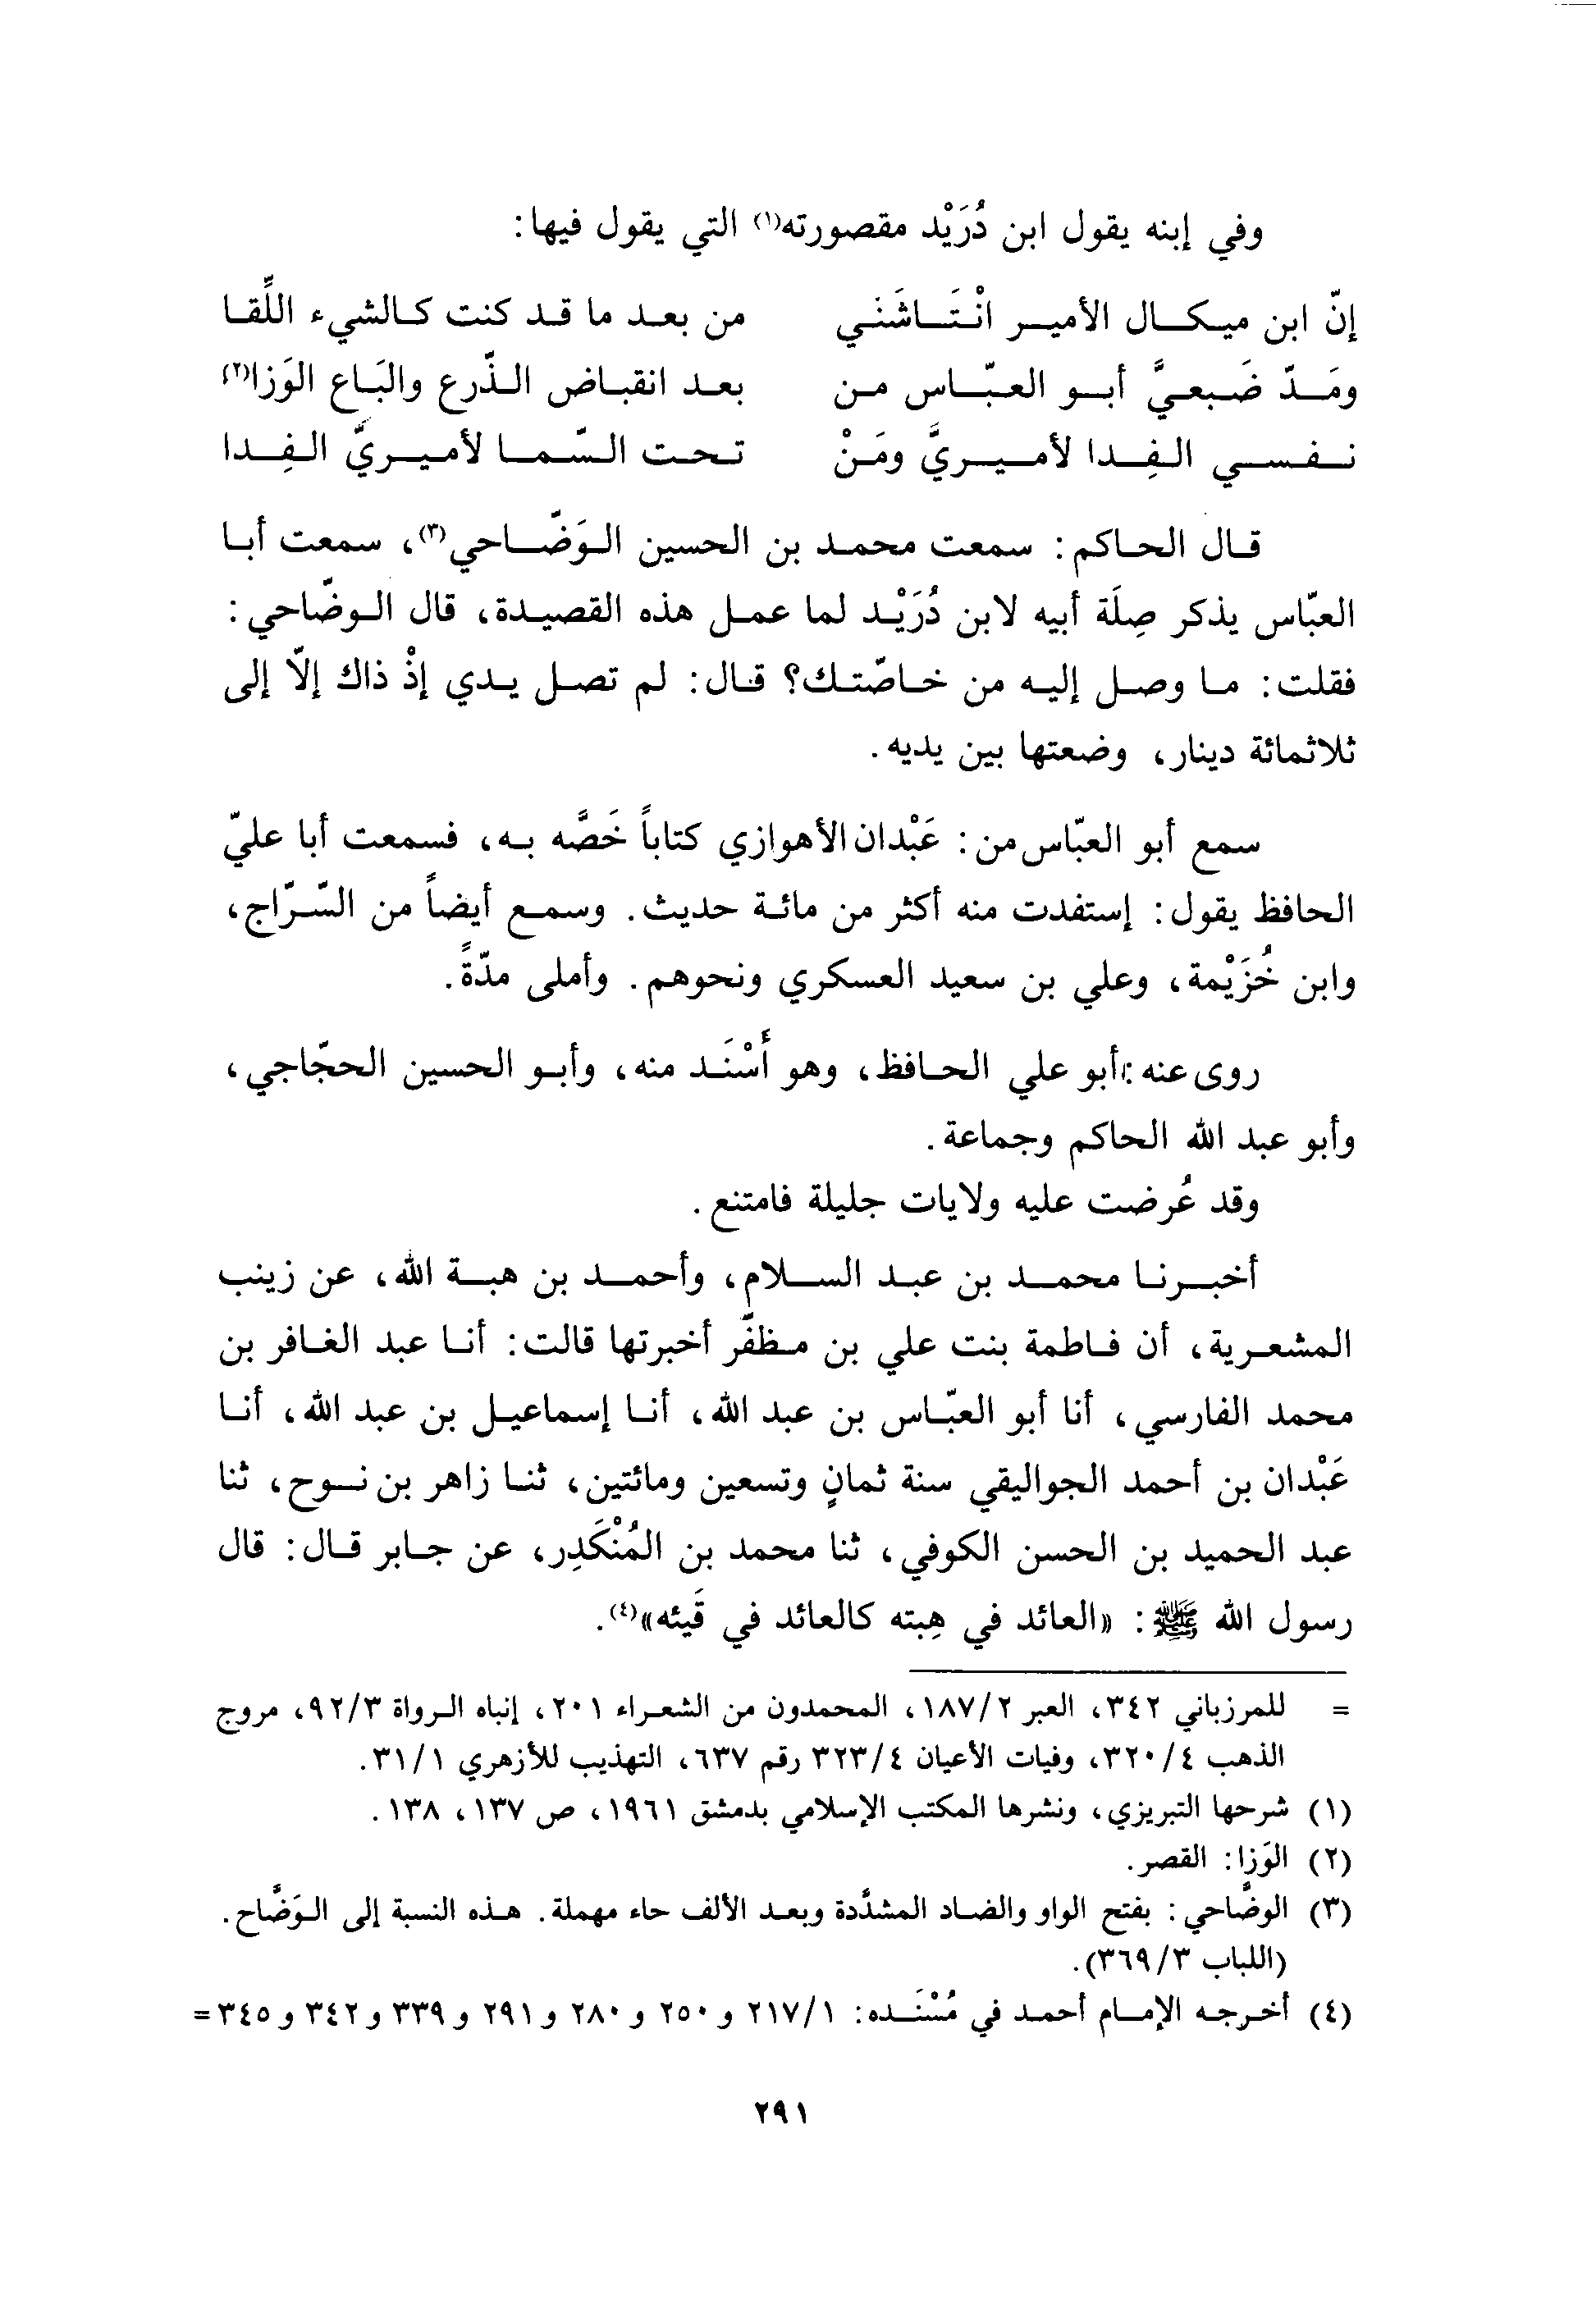 وفي إبنه يقول ابن دُرَيْد مقصورته(١) التي يقول فيها:
إنّ ابن ميكال الأمير انْتَاشَنَي من بعد ما قد كنت كالشيء اللَّقا
ومَدّ ضَبعيَّ أبو العبّاس من بعد انقباض الذّرع والبَاع الوَزا(٢)
نفسي الفِدا لأميريَّ ومَنْ تحت السّما لأميريَّ الفِدا
قال الحاكم: سمعت محمد بن الحسين الوَضّاحي(٣)، سمعت أبا
العبّاس يذكر صِلَة أبيه لابن دُرَيْد لما عمل هذه القصيدة، قال الوضّاحي:
فقلت: ما وصل إليه من خاصّتك؟ قال: لم تصل يدي إذْ ذاك إلاّ إلى
ثلاثمائة دينار، وضعتها بين يديه.
سمع أبو العبّاس من: عَبْدان الأهوازي كتاباً خَصَّه به، فسمعت أبا عليّ
الحافظ يقول: إستفدت منه أكثر من مائة حديث. وسمع أيضاً من السّرّاج،
وابن خُزَيْمة، وعلي بن سعيد العسكري ونحوهم. وأملى مدّةً.
روى عنه: أبو علي الحافظ، وهو أَسْنَد منه، وأبو الحسين الحجّاجي،
وأبو عبد الله الحاكم وجماعة.
وقد عُرضت عليه ولايات جليلة فامتنع.
أخبرنا محمد بن عبد السلام، وأحمد بن هبة الله، عن زينب
المشعرية، أن فاطمة بنت علي بن مظفّر أخبرتها قالت: أنا عبد الغافر بن
محمد الفارسي، أنا أبو العبّاس بن عبد الله، أنا إسماعيل بن عبد الله، أنا
عَبْدان بن أحمد الجواليقي سنة ثمانٍ وتسعين ومائتين، ثنا زاهر بن نوح، ثنا
عبد الحميد بن الحسن الكوفي، ثنا محمد بن المُنْكَدِر، عن جابر قال: قال
رسول الله ﷺ: «العائد في هِبته كالعائد في قَيئه»(٤).
= للمرزباني ٣٤٢، العبر ١٨٧/٢، المحمدون من الشعراء ٢٠١، إنباه الرواة ٩٢/٣، مروج
الذهب ٣٢٠/٤، وفيات الأعيان ٣٢٣/٤ رقم ٦٣٧، التهذيب للأزهري ٣١/١.
(١) شرحها التبريزي، ونشرها المكتب الإسلامي بدمشق ١٩٦١، ص ١٣٧، ١٣٨.
(٢) الوَزا: القصر.
(٣) الوضّاحي: بفتح الواو والضاد المشدَّدة وبعد الألف حاء مهملة. هذه النسبة إلى الوَضَّاح.
(اللباب ٣٦٩/٣).
(٤) أخرجه الإمام أحمد في مُسْنَده: ٢١٧/١ و ٢٥٠ و ٢٨٠ و ٢٩١ و ٣٣٩ و ٣٤٢ و ٣٤٥ =
٢٩١